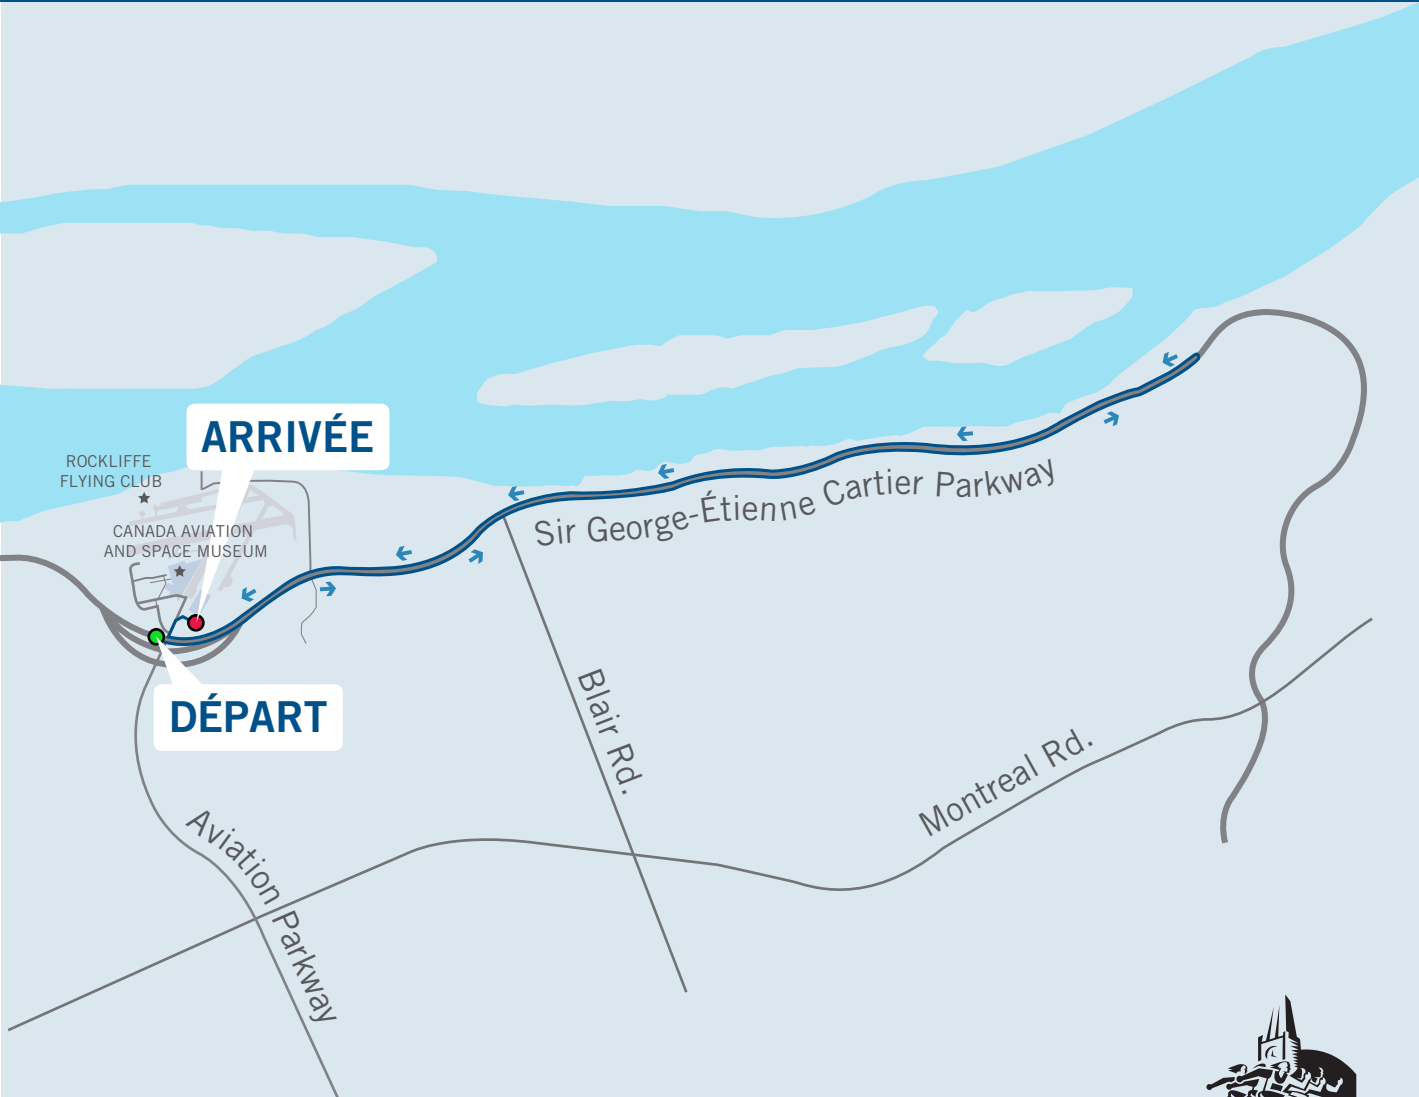 ARRIVÉE
ROCKLIFFE
FLYING CLUB
CANADA AVIATION
AND SPACE MUSEUM
Sir George-Étienne Cartier Parkway
DÉPART
Blair Rd.
Montreal Rd.
Aviation Parkway